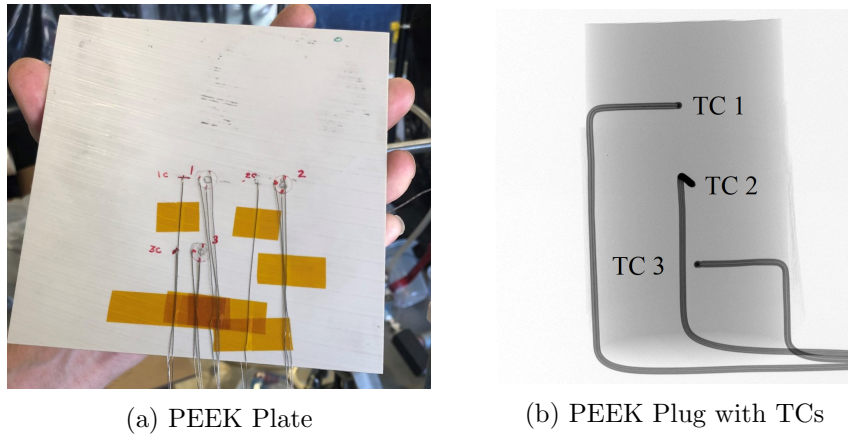 1C 1 2C 2
3C 3
TC 1
TC 2
TC 3
(a) PEEK Plate
(b) PEEK Plug with TCs